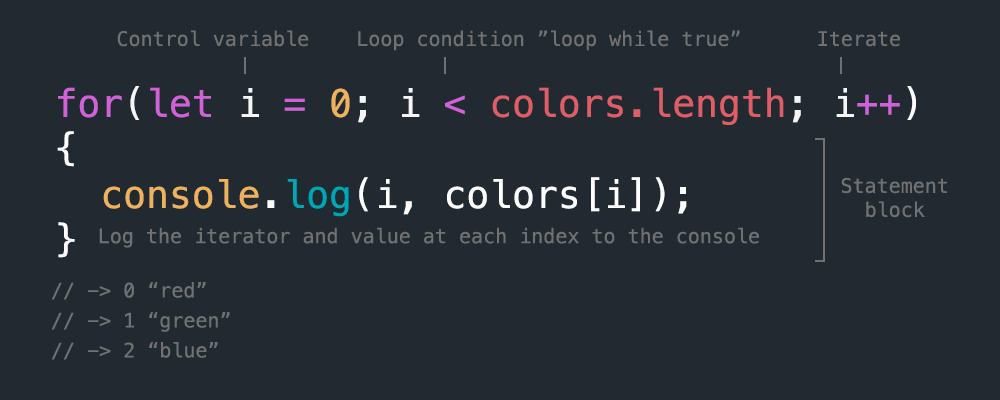 Control variable Loop condition ”loop while true” Iterate
for(let i = 0; i < colors.length; i++)
{
console.log(i, colors[i]);
Statement
block
} Log the iterator and value at each index to the console
// -> 0 “red”
// -> 1 “green”
// -> 2 “blue”